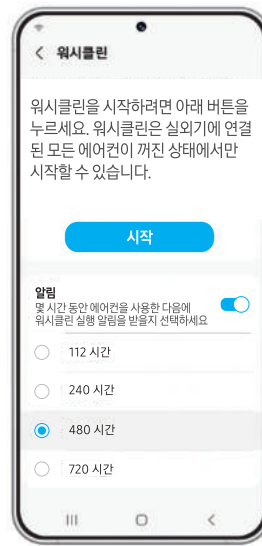 워시클린
워시클린을 시작하려면 아래 버튼을
누르세요. 워시클린은 실외기에 연결
된 모든 에어컨이 꺼진 상태에서만
시작할 수 있습니다.
시작
알림
몇 시간 동안 에어컨을 사용한 다음에
워시클린 실행 알림을 받을지 선택하세요
112 시간
240 시간
480 시간
720 시간